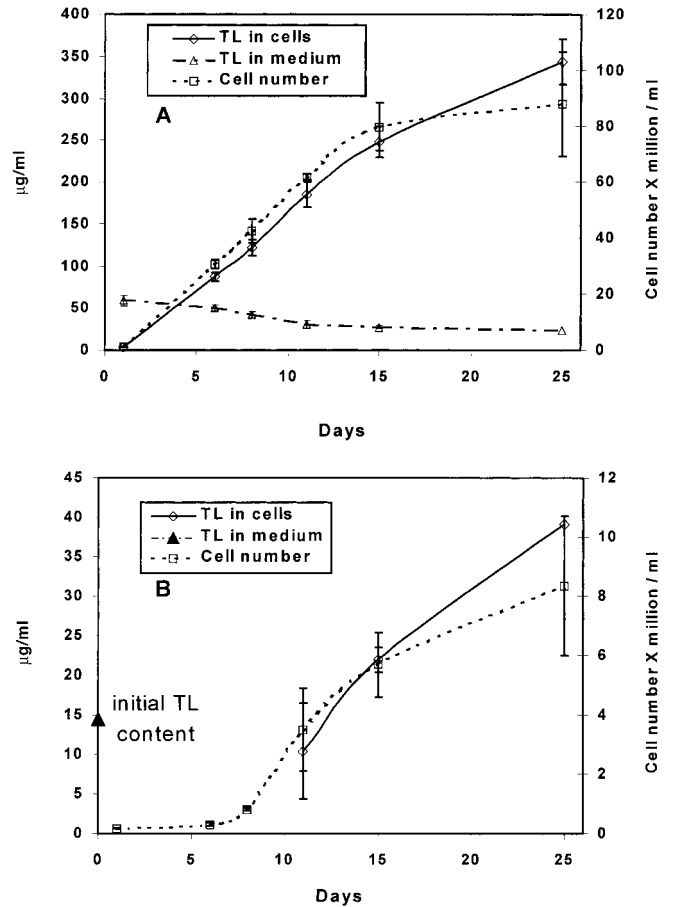 400 120
350
100
300
250 80
200 60
150
40
100
20
50
0 0
0 5 10 15 20 25
TL in cells
TL in medium
Cell number
A
µg/ml
Cell number X million / ml
Days
45 12
40
10
35
30 8
25
6
20
15 4
10
2
5
0 0
0 5 10 15 20 25
TL in cells
TL in medium
Cell number
B
initial TL
content
µg/ml
Cell number X million / ml
Days